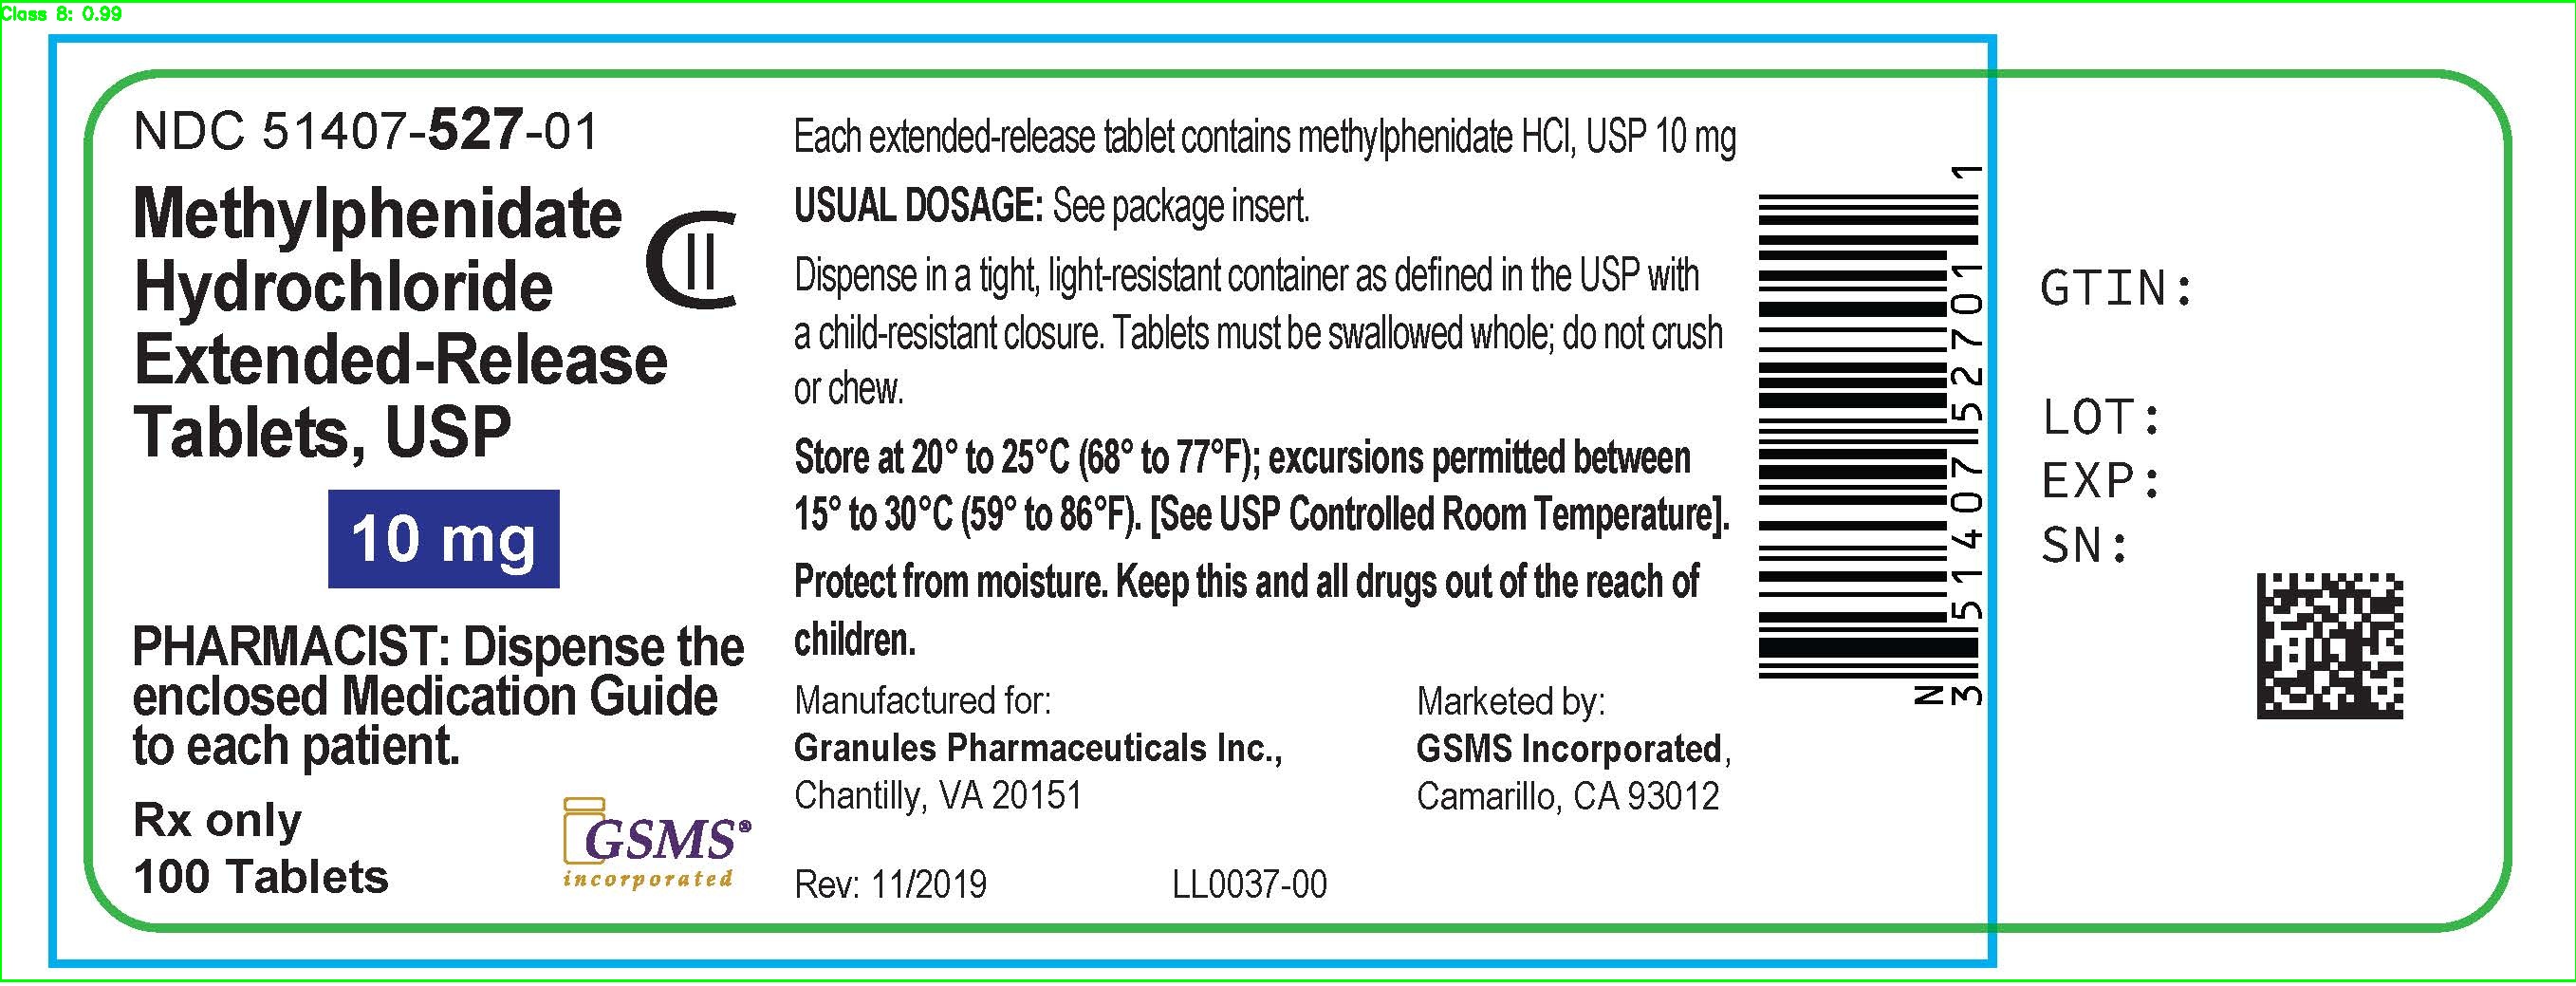 Class 8: 0.99
NDC 51407-527-01
Methylphenidate
Hydrochloride
Extended-Release
Tablets, USP
CII
10 mg
PHARMACIST: Dispense the
enclosed Medication Guide
to each patient.
Rx only
100 Tablets
GSMS®
incorporated
Each extended-release tablet contains methylphenidate HCl, USP 10 mg
USUAL DOSAGE: See package insert.
Dispense in a tight, light-resistant container as defined in the USP with
a child-resistant closure. Tablets must be swallowed whole; do not crush
or chew.
Store at 20° to 25°C (68° to 77°F); excursions permitted between
15° to 30°C (59° to 86°F). [See USP Controlled Room Temperature].
Protect from moisture. Keep this and all drugs out of the reach of
children.
Manufactured for:
Granules Pharmaceuticals Inc.,
Chantilly, VA 20151
Marketed by:
GSMS Incorporated,
Camarillo, CA 93012
Rev: 11/2019
LL0037-00
N
3 51407 52701 1
GTIN:
LOT:
EXP:
SN: